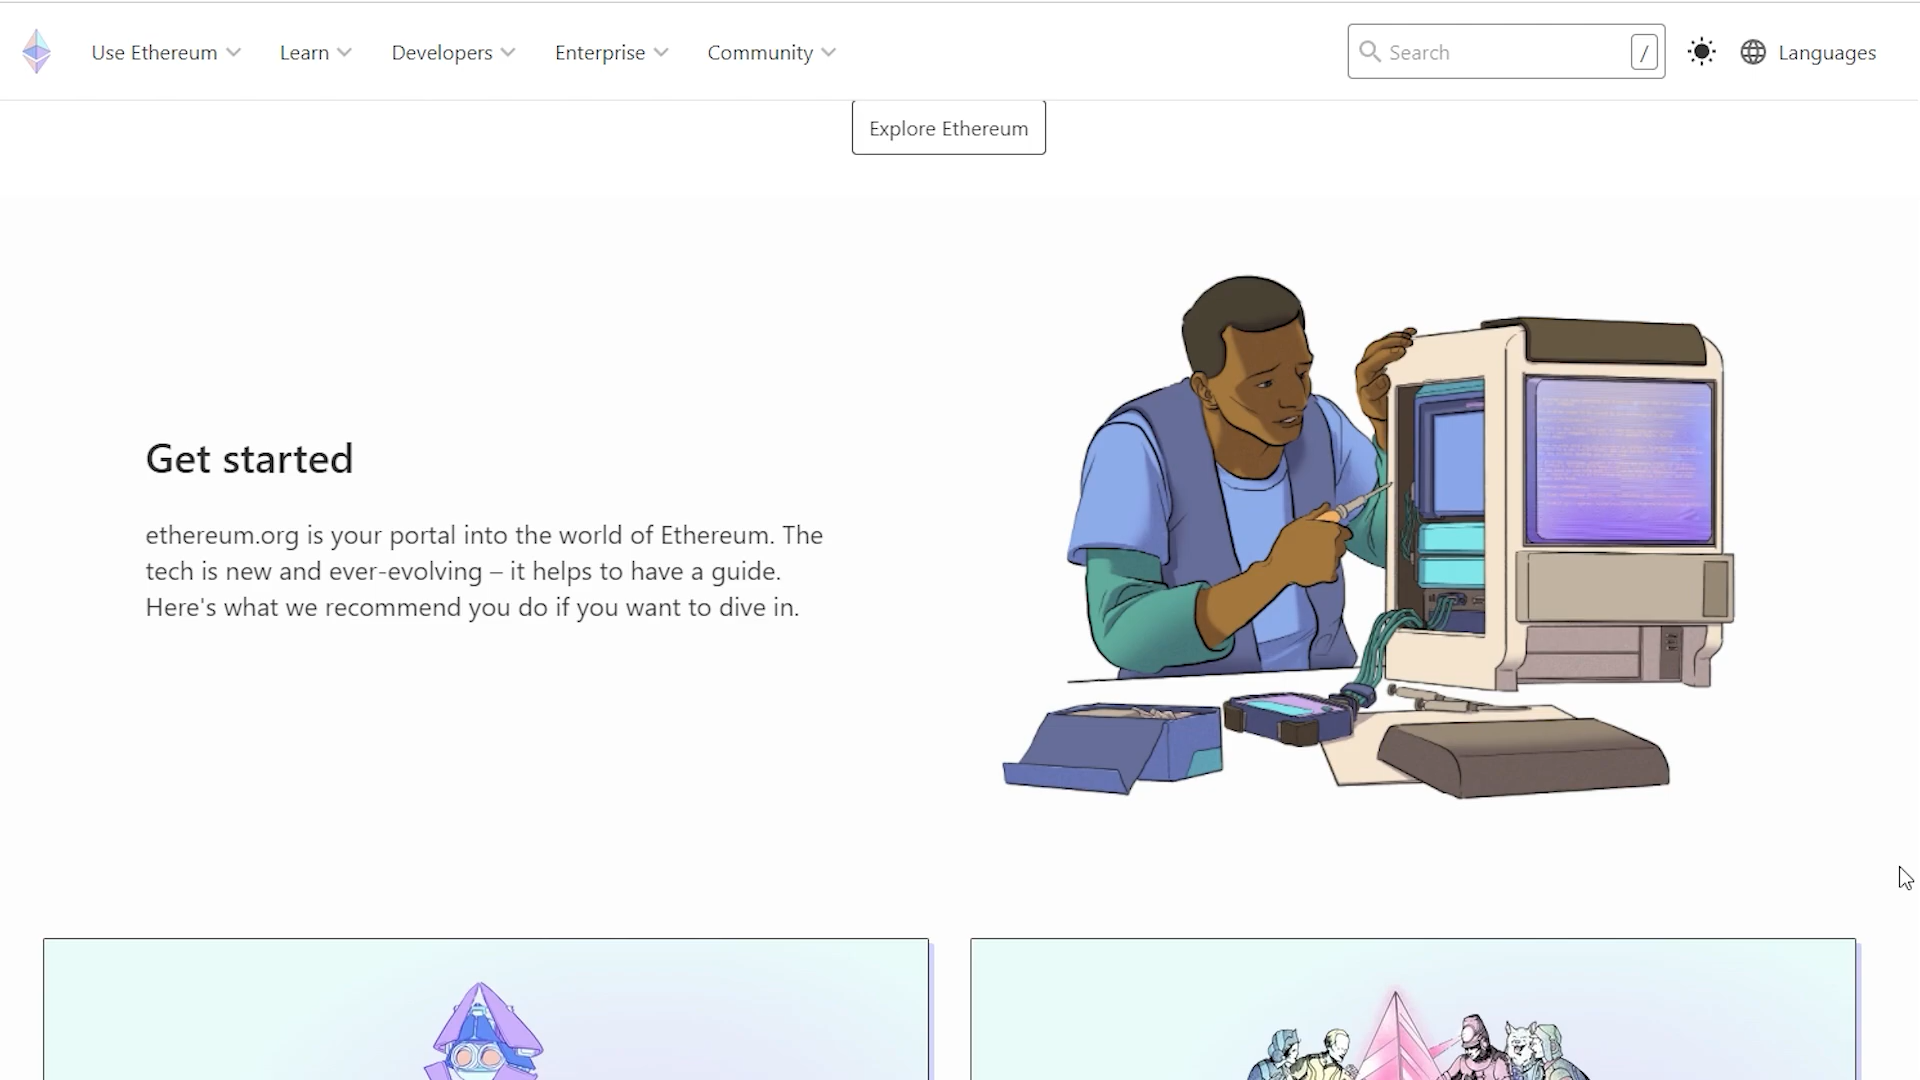 Use Ethereum
Learn
Developers
Enterprise
Community
Search
/
Languages
Explore Ethereum
Get started
ethereum.org is your portal into the world of Ethereum. The
tech is new and ever-evolving – it helps to have a guide.
Here's what we recommend you do if you want to dive in.